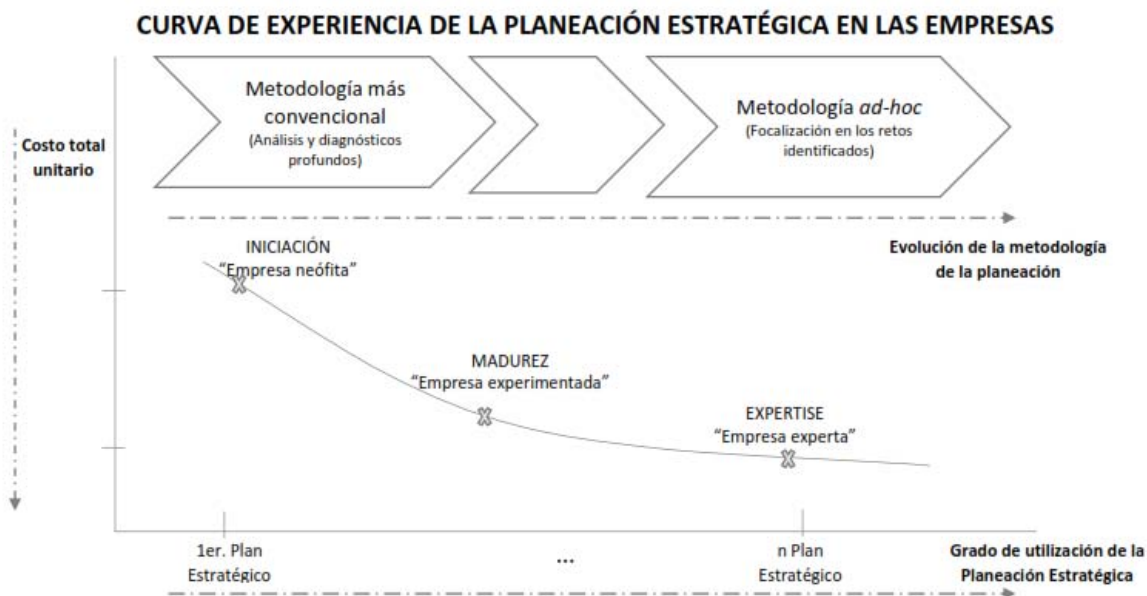 CURVA DE EXPERIENCIA DE LA PLANEACIÓN ESTRATÉGICA EN LAS EMPRESAS
Metodología más
convencional
(Análisis y diagnósticos
profundos)
Metodología ad-hoc
(Focalización en los retos
identificados)
Costo total
unitario
Evolución de la metodología
de la planeación
INICIACIÓN
“Empresa neófita”
MADUREZ
“Empresa experimentada”
EXPERTISE
“Empresa experta”
1er. Plan
Estratégico
...
n Plan
Estratégico
Grado de utilización de la
Planeación Estratégica